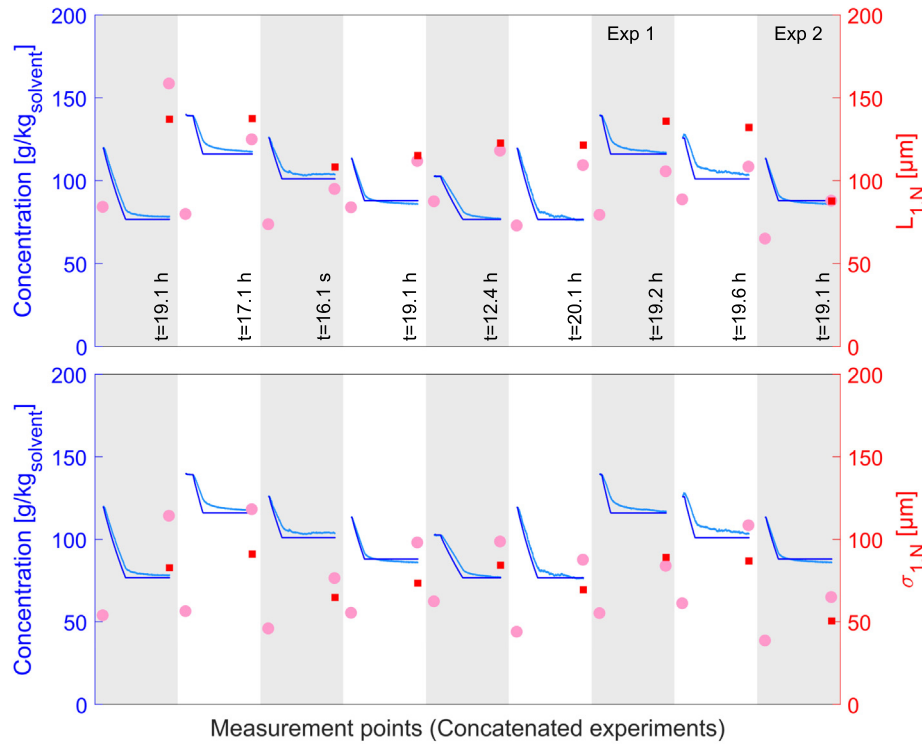 200
150
100
50
0
Concentration [g/kg_solvent]
Exp 1
Exp 2
t=19.1 h
t=17.1 h
t=16.1 s
t=19.1 h
t=12.4 h
t=20.1 h
t=19.2 h
t=19.6 h
t=19.1 h
200
150
100
50
0
L_1,N [µm]
200
150
100
50
0
Concentration [g/kg_solvent]
200
150
100
50
0
σ_1,N [µm]
Measurement points (Concatenated experiments)